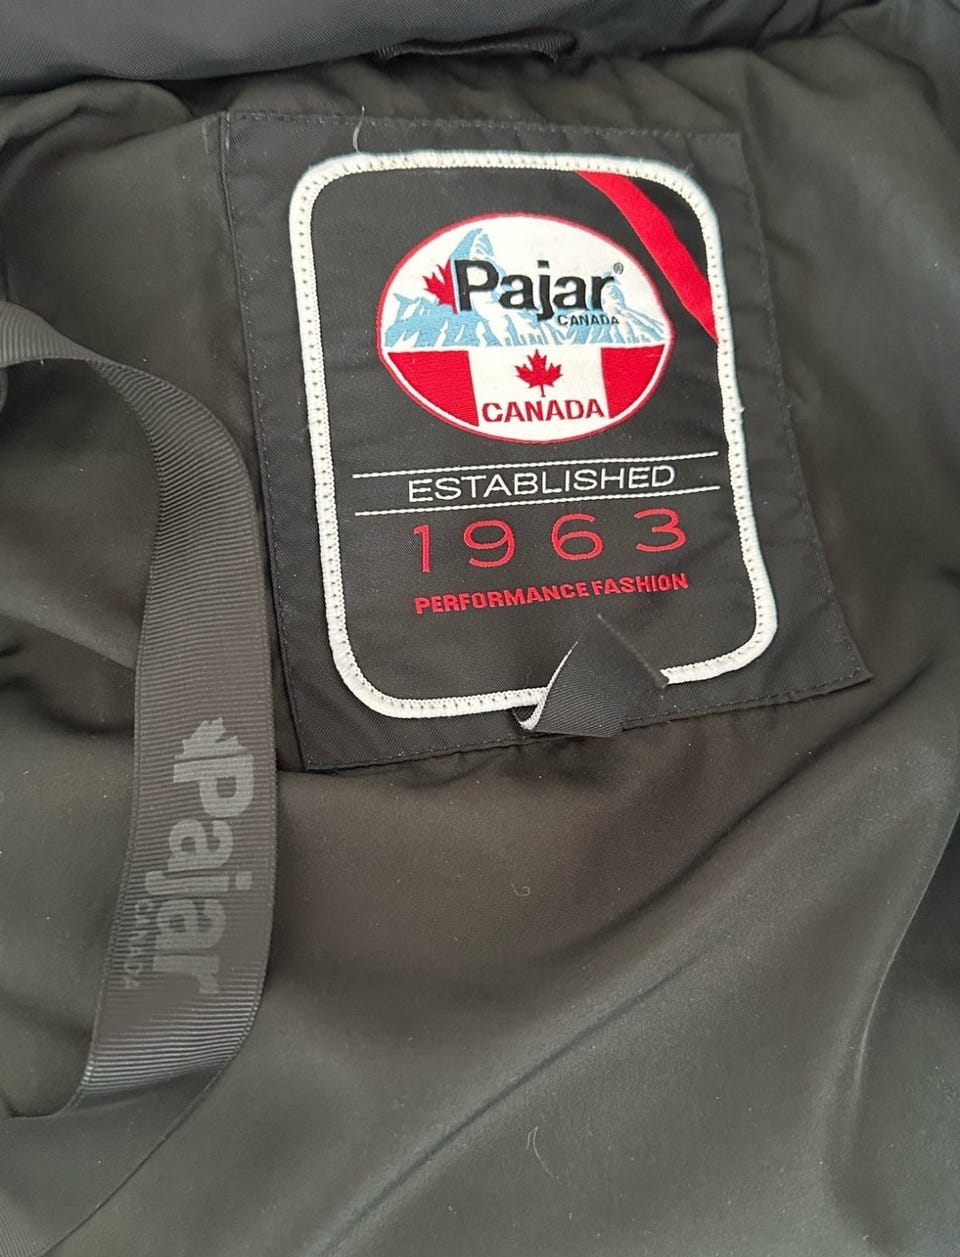 Pajar®
CANADA
CANADA
ESTABLISHED
1963
PERFORMANCE FASHION
Pajar
CANADA